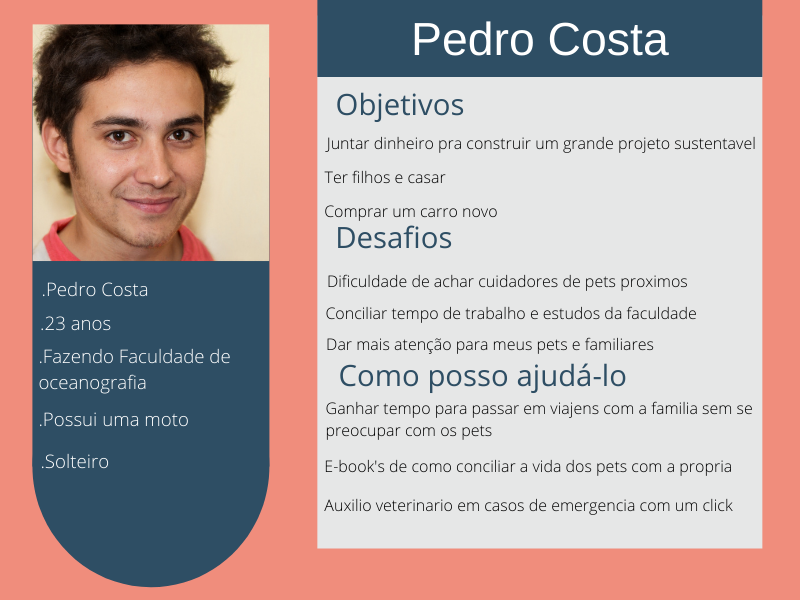 Pedro Costa
Objetivos
Juntar dinheiro pra construir um grande projeto sustentavel
Ter filhos e casar
Comprar um carro novo
Desafios
Dificuldade de achar cuidadores de pets proximos
Conciliar tempo de trabalho e estudos da faculdade
Dar mais atenção para meus pets e familiares
Como posso ajudá-lo
Ganhar tempo para passar em viajens com a familia sem se
preocupar com os pets
E-book's de como conciliar a vida dos pets com a propria
Auxilio veterinario em casos de emergencia com um click
.Pedro Costa
.23 anos
.Fazendo Faculdade de
oceanografia
.Possui uma moto
.Solteiro